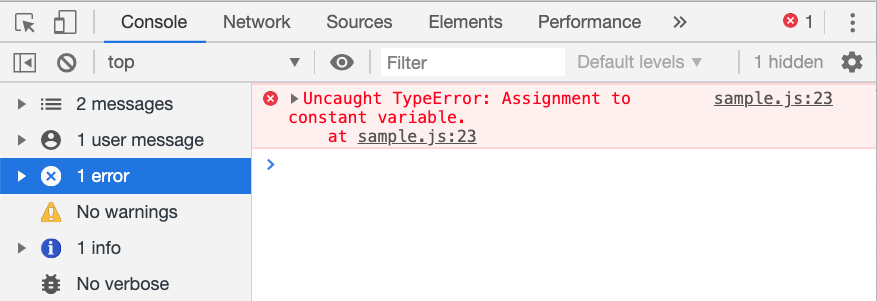 Console Network Sources Elements Performance » 1
top Filter Default levels 1 hidden
2 messages
1 user message
1 error
No warnings
1 info
No verbose
Uncaught TypeError: Assignment to sample.js:23
constant variable.
at sample.js:23